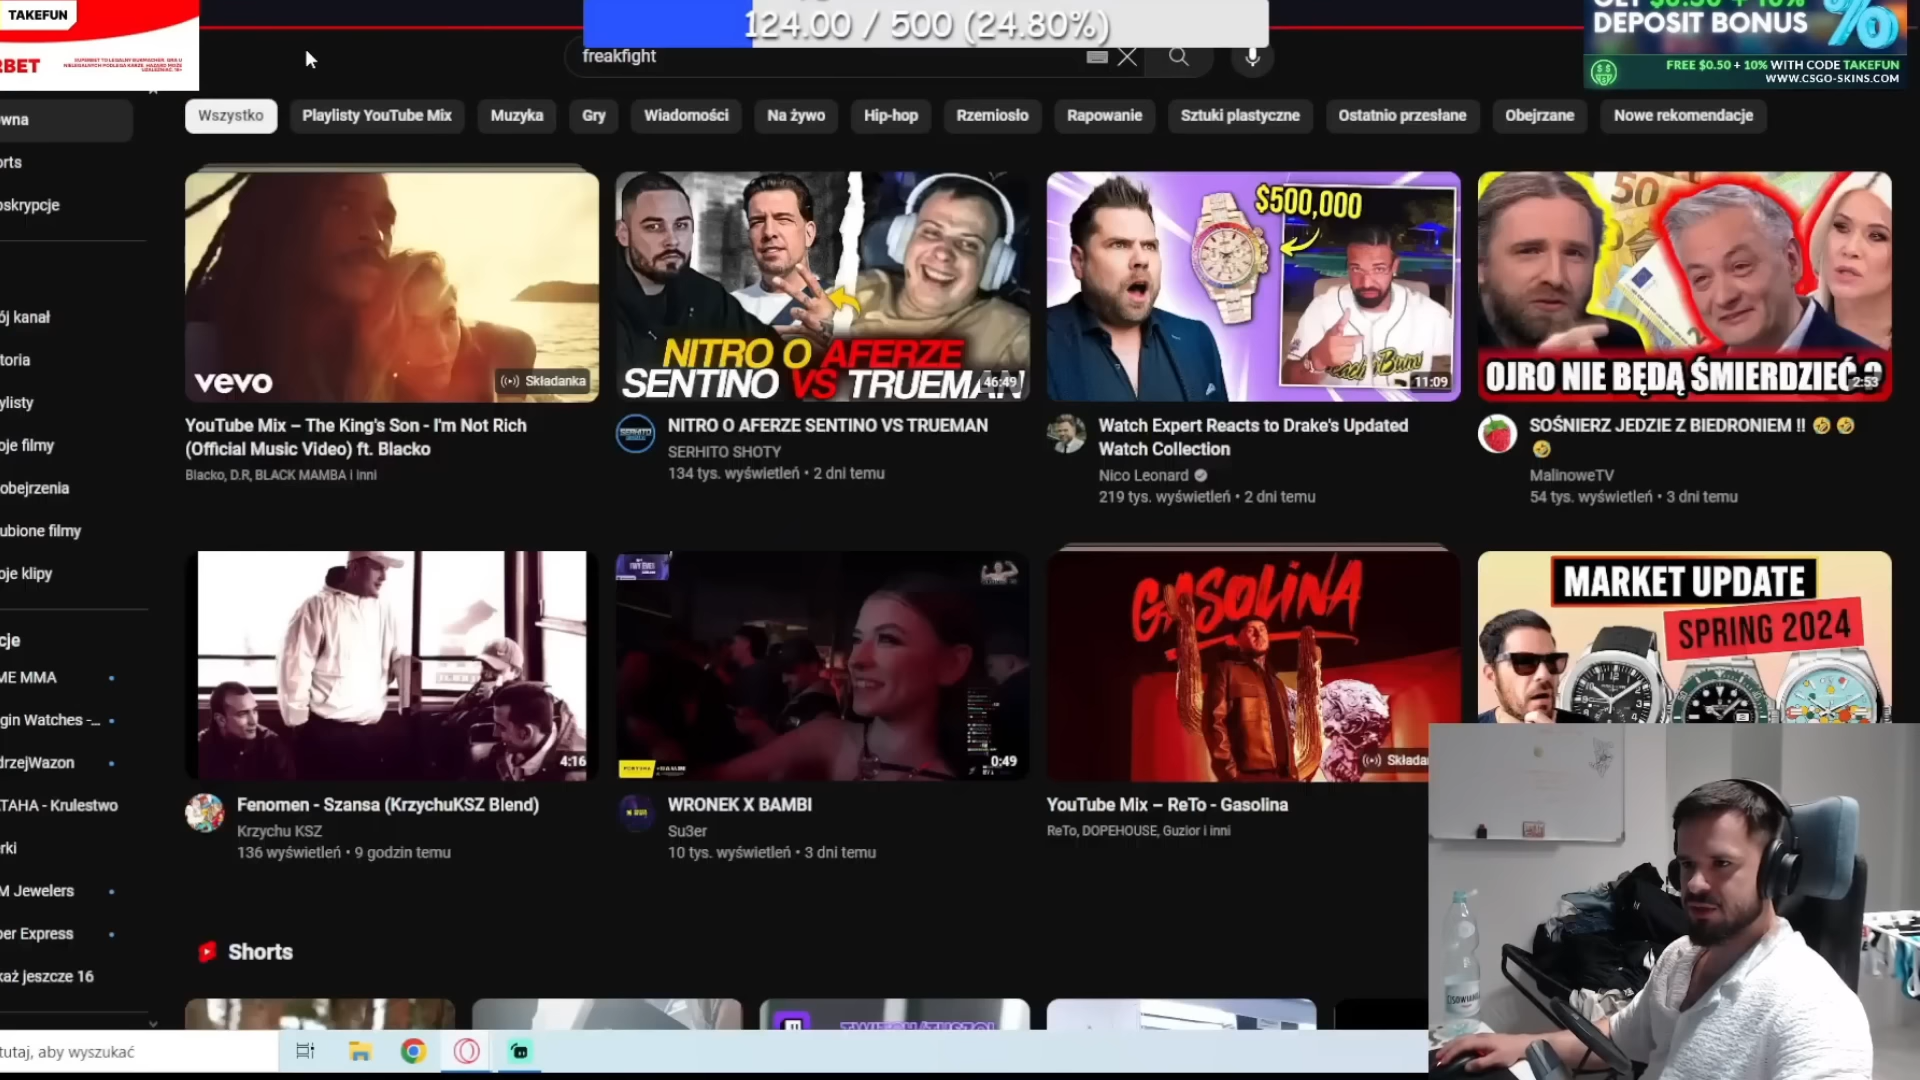 TAKEFUN
RBET
124.00 / 500 (24.80%)
DEPOSIT BONUS
%
FREE $0.50 + 10% WITH CODE TAKEFUN
WWW.CSGO-SKINS.COM
freakfight
wna
Wszystko
Playlisty YouTube Mix
Muzyka
Gry
Wiadomości
Na żywo
Hip-hop
Rzemiosło
Rapowanie
Sztuki plastyczne
Ostatnio przesłane
Obejrzane
Nowe rekomendacje
orts
oskrypcje
ój kanał
toria
ylisty
oje filmy
obejrzenia
ubione filmy
oje klipy
cje
ME MMA
gin Watches -...
drzejWazon
TAHA - Krulestwo
rki
M Jewelers
per Express
każ jeszcze 16
vevo
Składanka
YouTube Mix – The King's Son - I'm Not Rich
(Official Music Video) ft. Blacko
Blacko, D.R, BLACK MAMBA i inni
NITRO O AFERZE
SENTINO VS TRUEMAN
46:49
SERHITO
NITRO O AFERZE SENTINO VS TRUEMAN
SERHITO SHOTY
134 tys. wyświetleń • 2 dni temu
$500,000
11:09
Watch Expert Reacts to Drake's Updated
Watch Collection
Nico Leonard
219 tys. wyświetleń • 2 dni temu
50
OJRO NIE BĘDĄ ŚMIERDZIEĆ ?
2:53
SOŚNIERZ JEDZIE Z BIEDRONIEM !! 🤣 🤣
🤣
MalinoweTV
54 tys. wyświetleń • 3 dni temu
4:16
Fenomen - Szansa (KrzychuKSZ Blend)
Krzychu KSZ
136 wyświetleń • 9 godzin temu
0:49
WRONEK X BAMBI
Su3er
10 tys. wyświetleń • 3 dni temu
GASOLINA
Składa
YouTube Mix – ReTo - Gasolina
ReTo, DOPEHOUSE, Guzior i inni
MARKET UPDATE
SPRING 2024
Shorts
tutaj, aby wyszukać